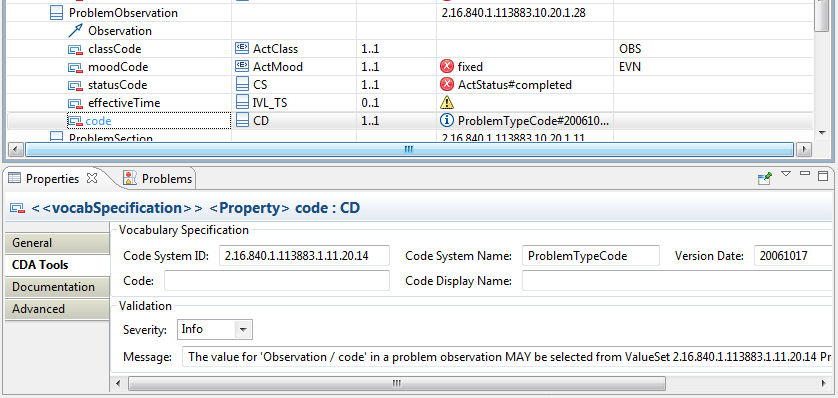 ProblemObservation 2.16.840.1.113883.10.20.1.28
Observation
classCode ActClass 1..1 OBS
moodCode ActMood 1..1 fixed EVN
statusCode CS 1..1 ActStatus#completed
effectiveTime IVL_TS 0..1
code CD 1..1 ProblemTypeCode#200610...
ProblemSection 2.16.840.1.113883.10.20.1.11
Properties Problems
<<vocabSpecification>> <Property> code : CD
General
CDA Tools
Documentation
Advanced
Vocabulary Specification
Code System ID: 2.16.840.1.113883.1.11.20.14 Code System Name: ProblemTypeCode Version Date: 20061017
Code: Code Display Name:
Validation
Severity: Info
Message: The value for 'Observation / code' in a problem observation MAY be selected from ValueSet 2.16.840.1.113883.1.11.20.14 Pr